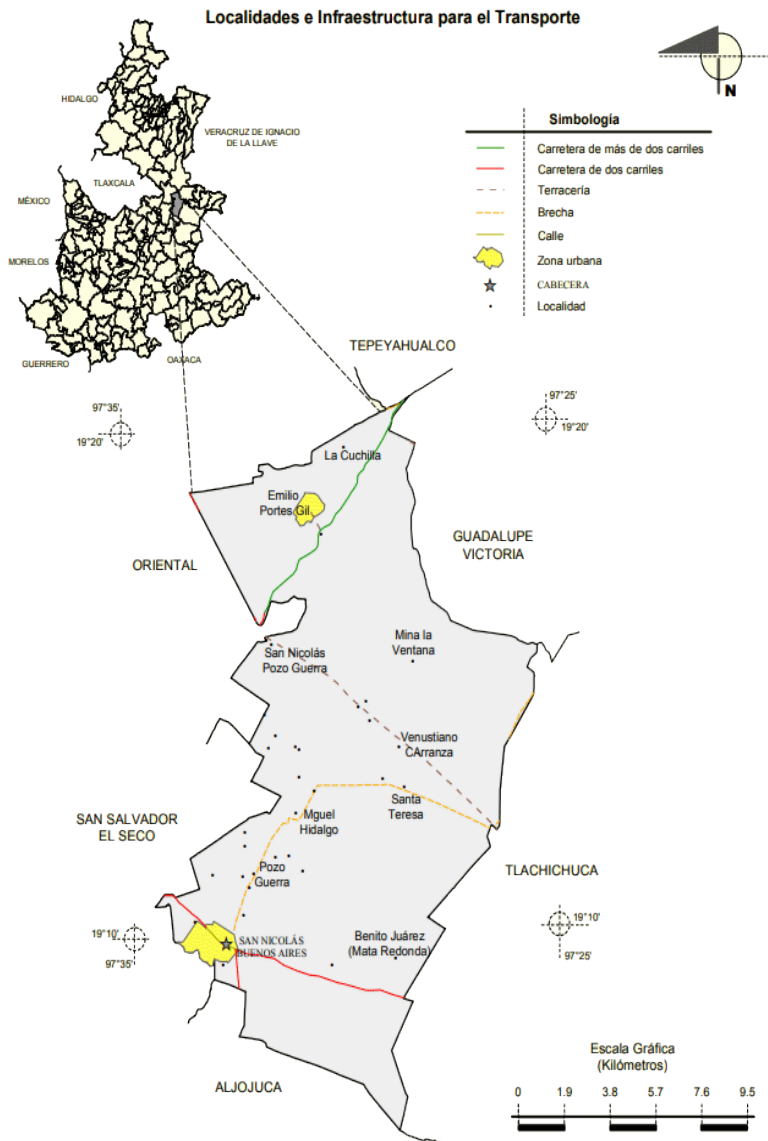 Localidades e Infraestructura para el Transporte
HIDALGO
VERACRUZ DE IGNACIO
DE LA LLAVE
TLAXCALA
MÉXICO
MORELOS
GUERRERO
OAXACA
N
Simbología
Carretera de más de dos carriles
Carretera de dos carriles
Terracería
Brecha
Calle
Zona urbana
CABECERA
Localidad
TEPEYAHUALCO
97°35'
19°20'
97°25'
19°20'
La Cuchilla
Emilio
Portes Gil
GUADALUPE
VICTORIA
ORIENTAL
San Nicolás
Pozo Guerra
Mina la
Ventana
Venustiano
CArranza
SAN SALVADOR
EL SECO
Mguel
Hidalgo
Santa
Teresa
Pozo
Guerra
TLACHICHUCA
19°10'
97°35'
SAN NICOLÁS
BUENOS AIRES
Benito Juárez
(Mata Redonda)
19°10'
97°25'
ALJOJUCA
Escala Gráfica
(Kilómetros)
0 1.9 3.8 5.7 7.6 9.5